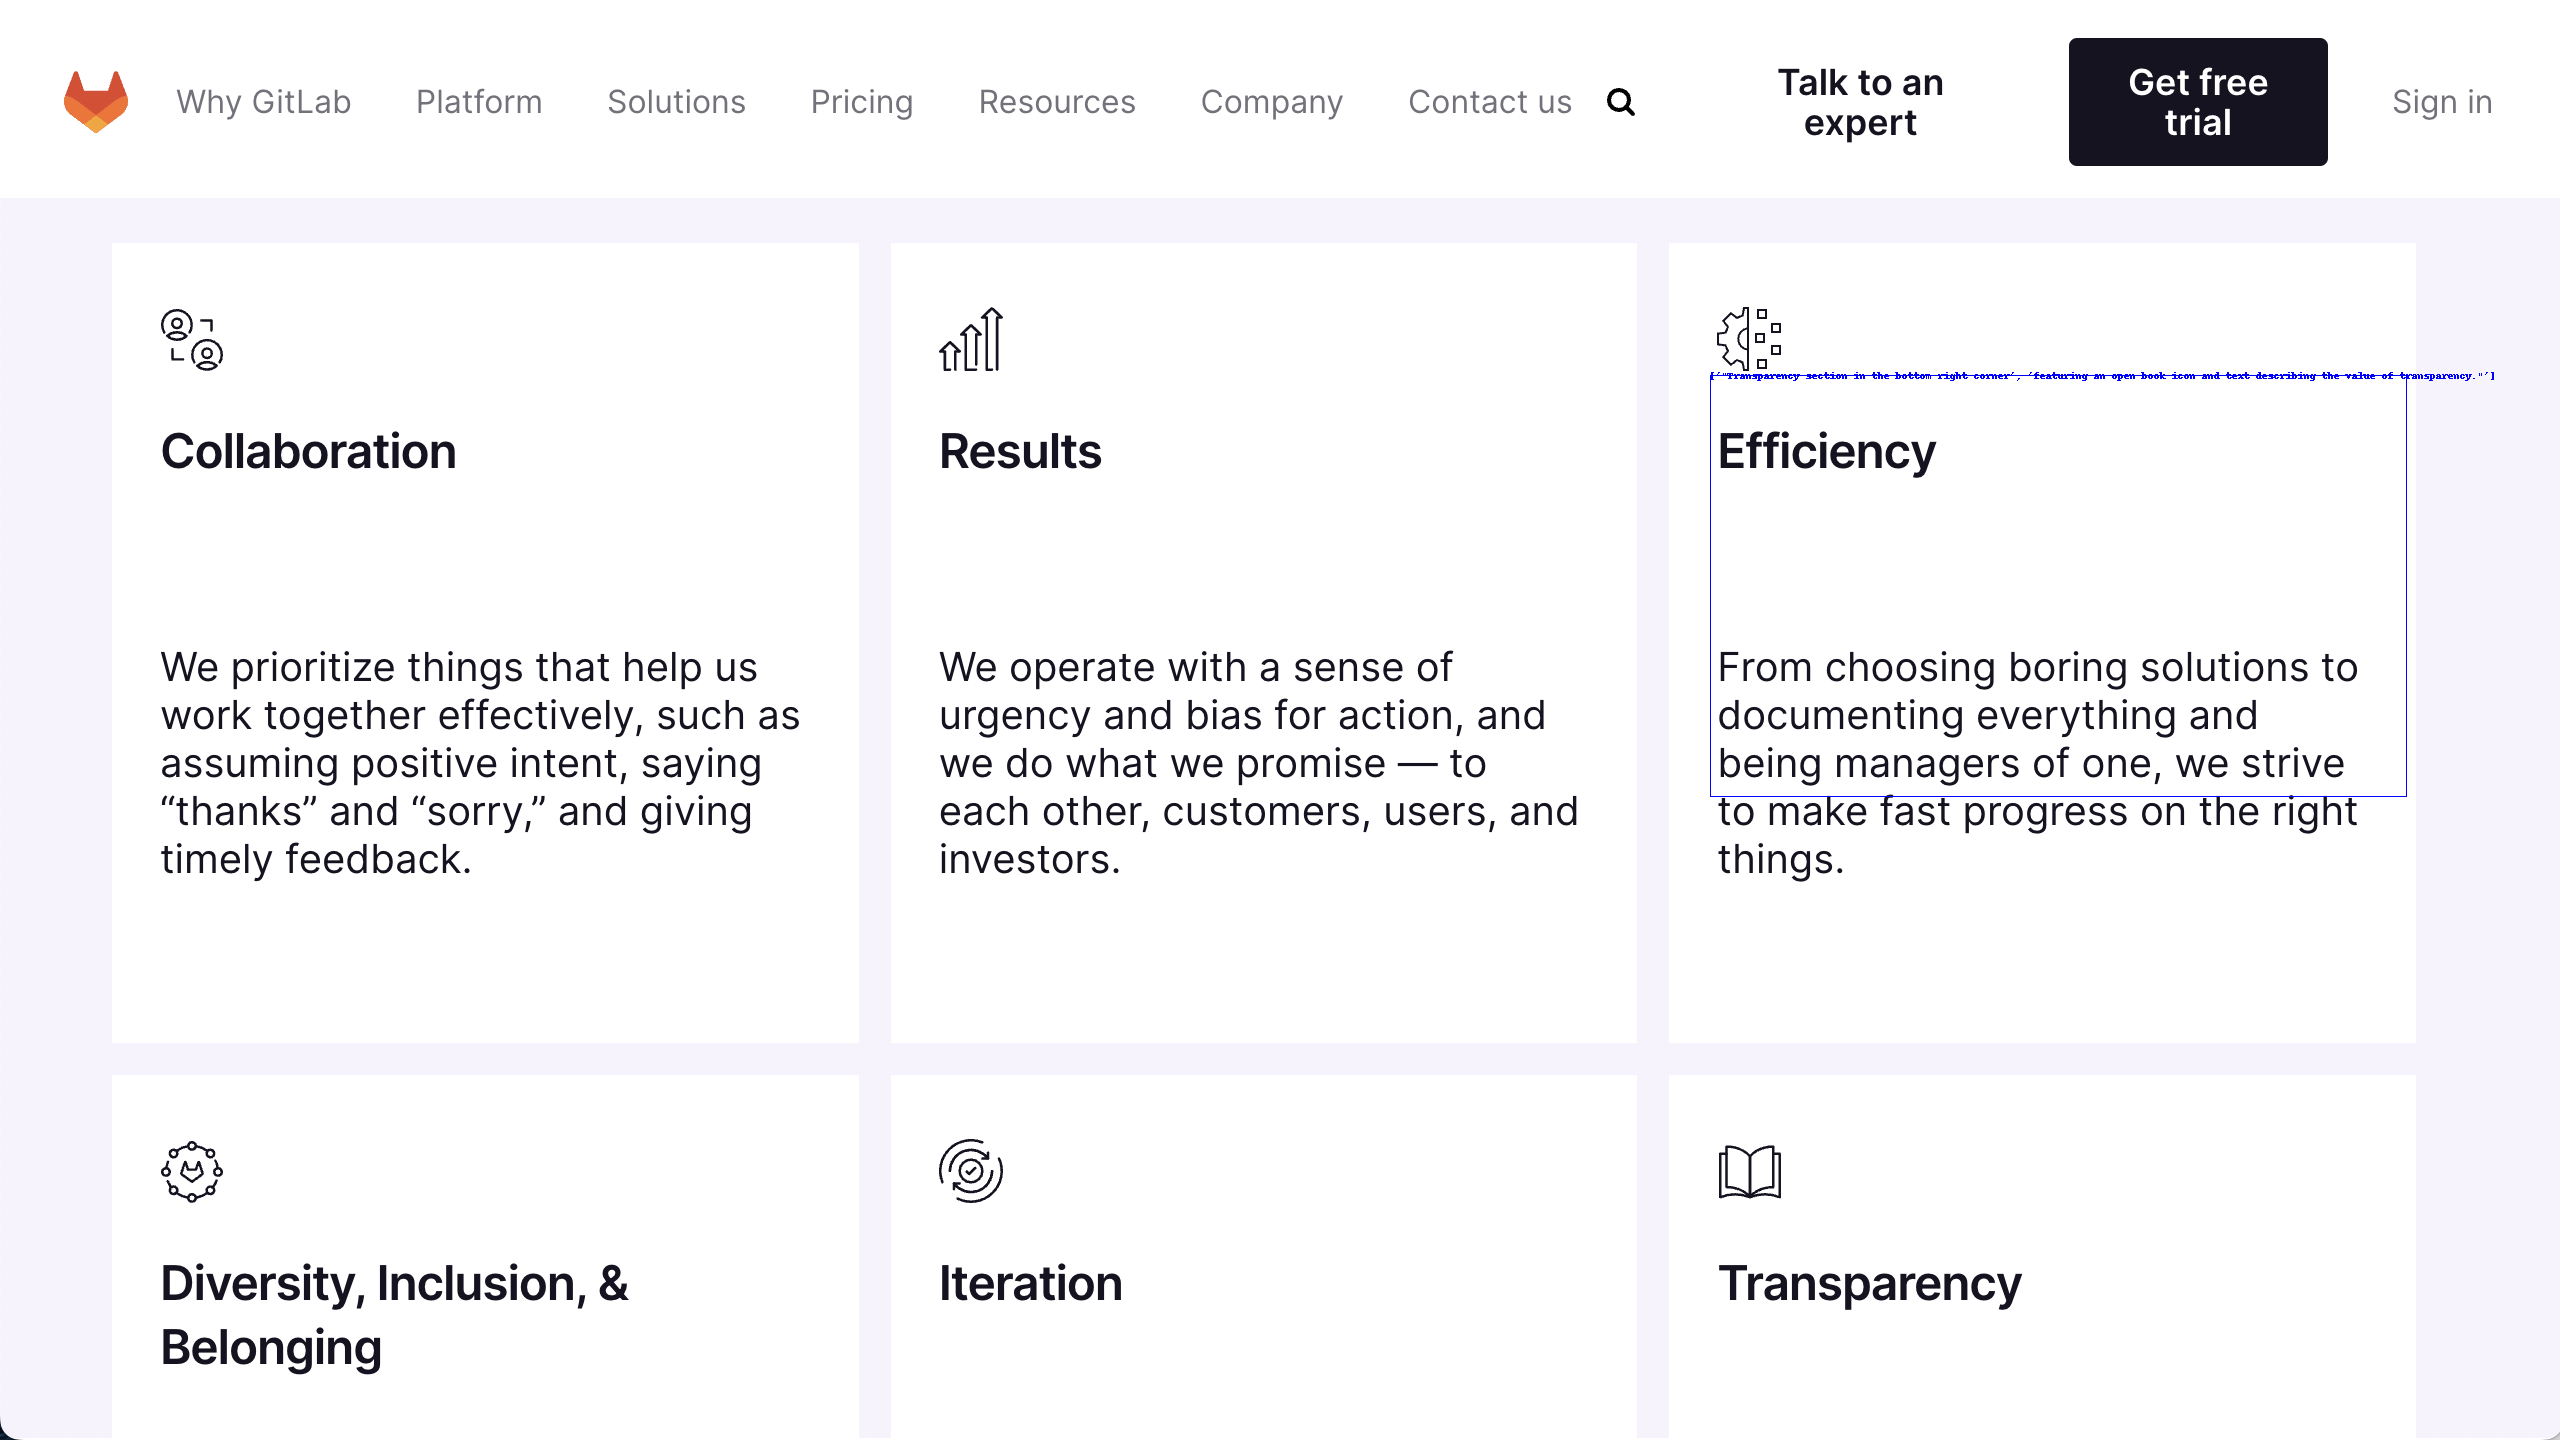 Why GitLab
Platform
Solutions
Pricing
Resources
Company
Contact us
Talk to an
expert
Get free
trial
Sign in
Collaboration
We prioritize things that help us
work together effectively, such as
assuming positive intent, saying
“thanks” and “sorry,” and giving
timely feedback.
Results
We operate with a sense of
urgency and bias for action, and
we do what we promise — to
each other, customers, users, and
investors.
['"Transparency section in the bottom right corner', 'featuring an open book icon and text describing the value of transparency."']
Efficiency
From choosing boring solutions to
documenting everything and
being managers of one, we strive
to make fast progress on the right
things.
Diversity, Inclusion, &
Belonging
Iteration
Transparency